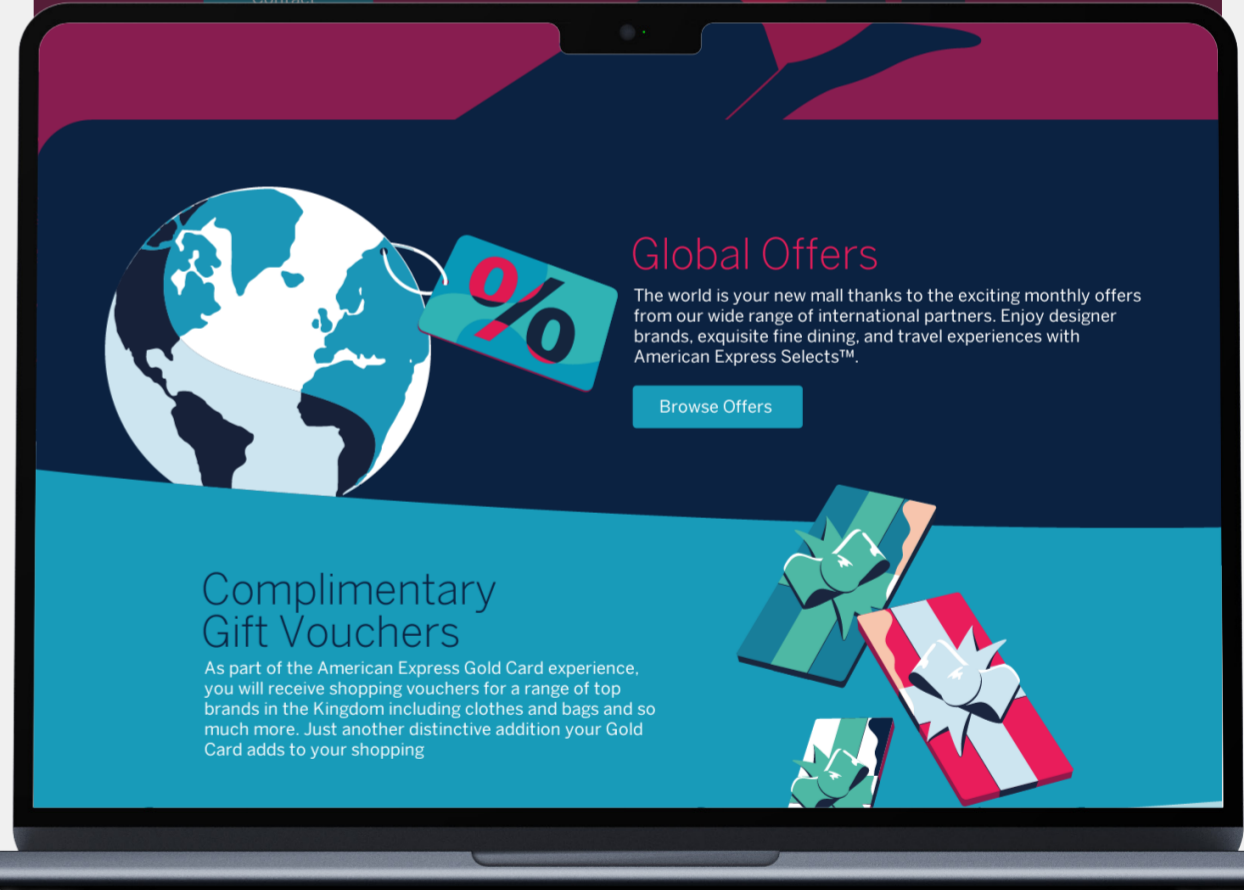 Contact
Global Offers
The world is your new mall thanks to the exciting monthly offers
from our wide range of international partners. Enjoy designer
brands, exquisite fine dining, and travel experiences with
American Express Selects™.
Browse Offers
%
Complimentary
Gift Vouchers
As part of the American Express Gold Card experience,
you will receive shopping vouchers for a range of top
brands in the Kingdom including clothes and bags and so
much more. Just another distinctive addition your Gold
Card adds to your shopping